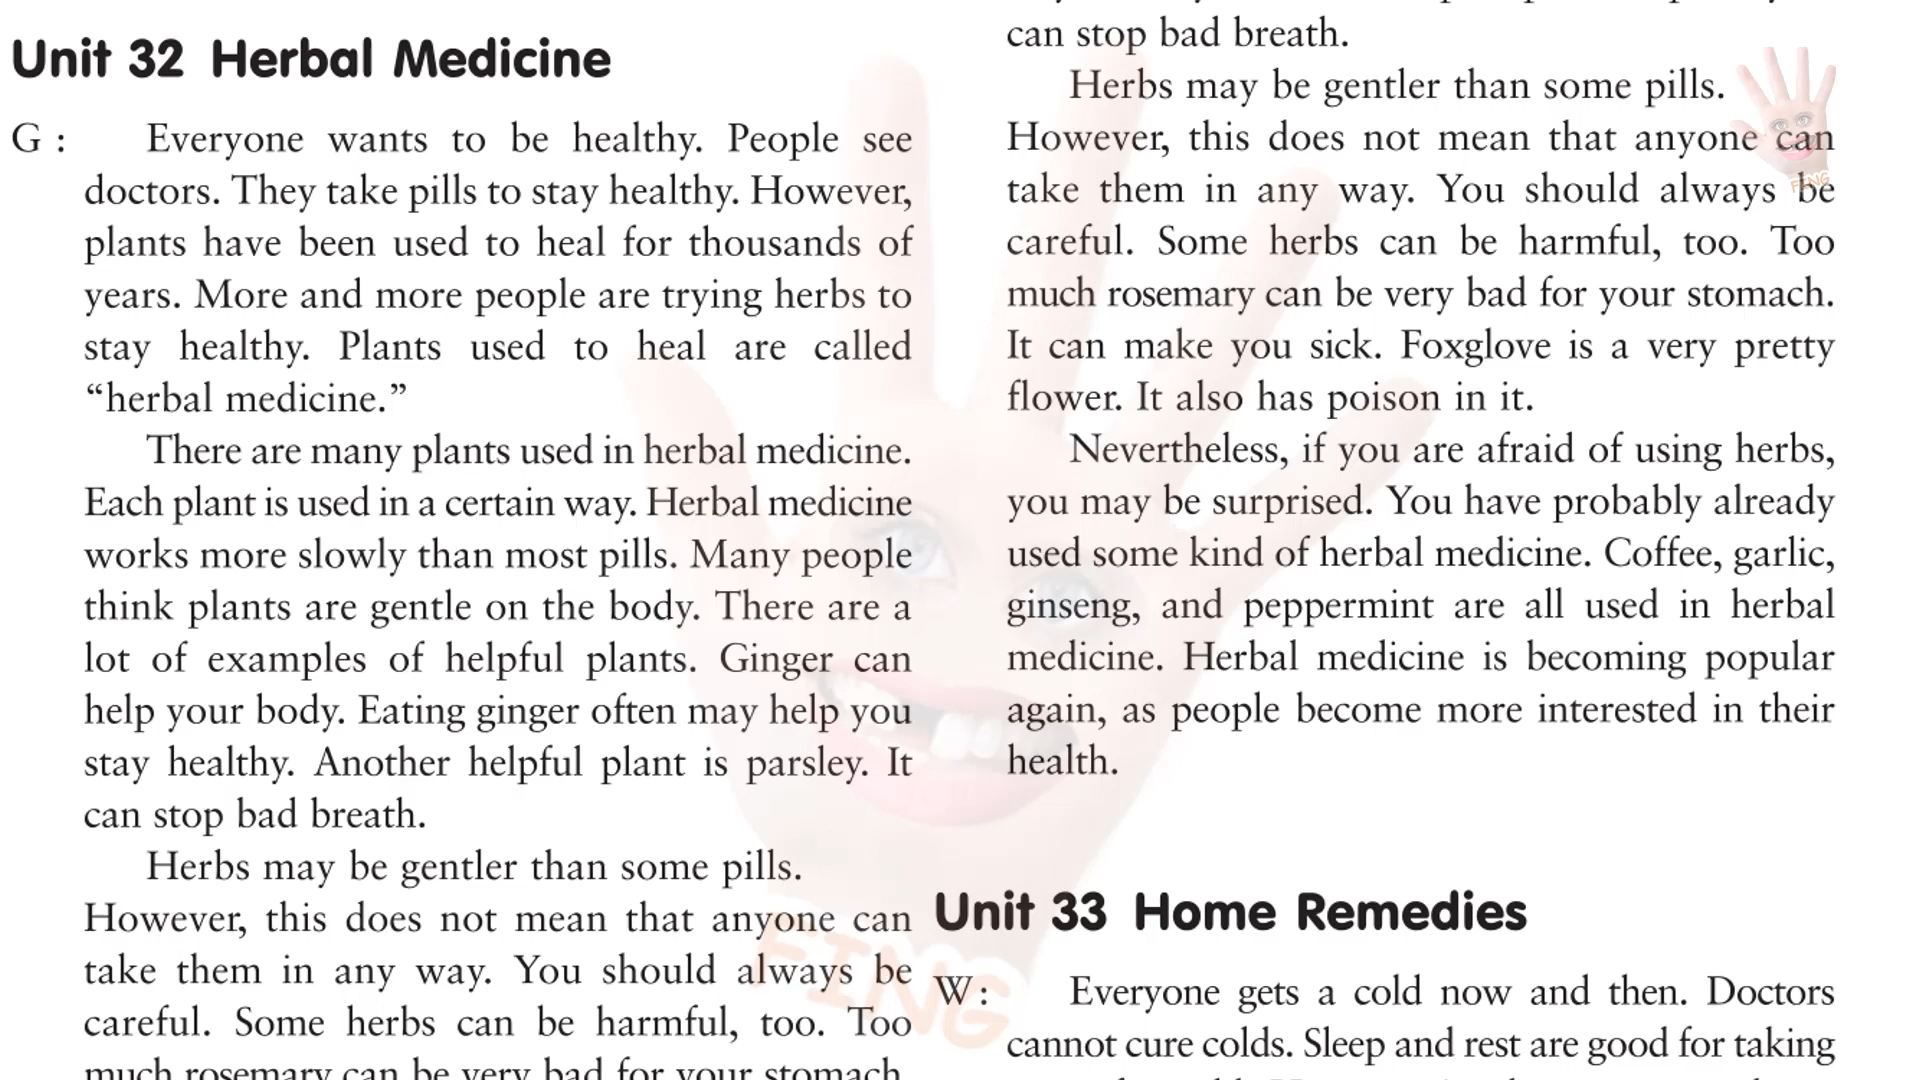 Unit 32 Herbal Medicine
G : Everyone wants to be healthy. People see
doctors. They take pills to stay healthy. However,
plants have been used to heal for thousands of
years. More and more people are trying herbs to
stay healthy. Plants used to heal are called
“herbal medicine.”
There are many plants used in herbal medicine.
Each plant is used in a certain way. Herbal medicine
works more slowly than most pills. Many people
think plants are gentle on the body. There are a
lot of examples of helpful plants. Ginger can
help your body. Eating ginger often may help you
stay healthy. Another helpful plant is parsley. It
can stop bad breath.
Herbs may be gentler than some pills.
However, this does not mean that anyone can
take them in any way. You should always be
careful. Some herbs can be harmful, too. Too
much rosemary can be very bad for your stomach.
can stop bad breath.
Herbs may be gentler than some pills.
However, this does not mean that anyone can
take them in any way. You should always be
careful. Some herbs can be harmful, too. Too
much rosemary can be very bad for your stomach.
It can make you sick. Foxglove is a very pretty
flower. It also has poison in it.
Nevertheless, if you are afraid of using herbs,
you may be surprised. You have probably already
used some kind of herbal medicine. Coffee, garlic,
ginseng, and peppermint are all used in herbal
medicine. Herbal medicine is becoming popular
again, as people become more interested in their
health.
Unit 33 Home Remedies
W : Everyone gets a cold now and then. Doctors
cannot cure colds. Sleep and rest are good for taking
FING
FING